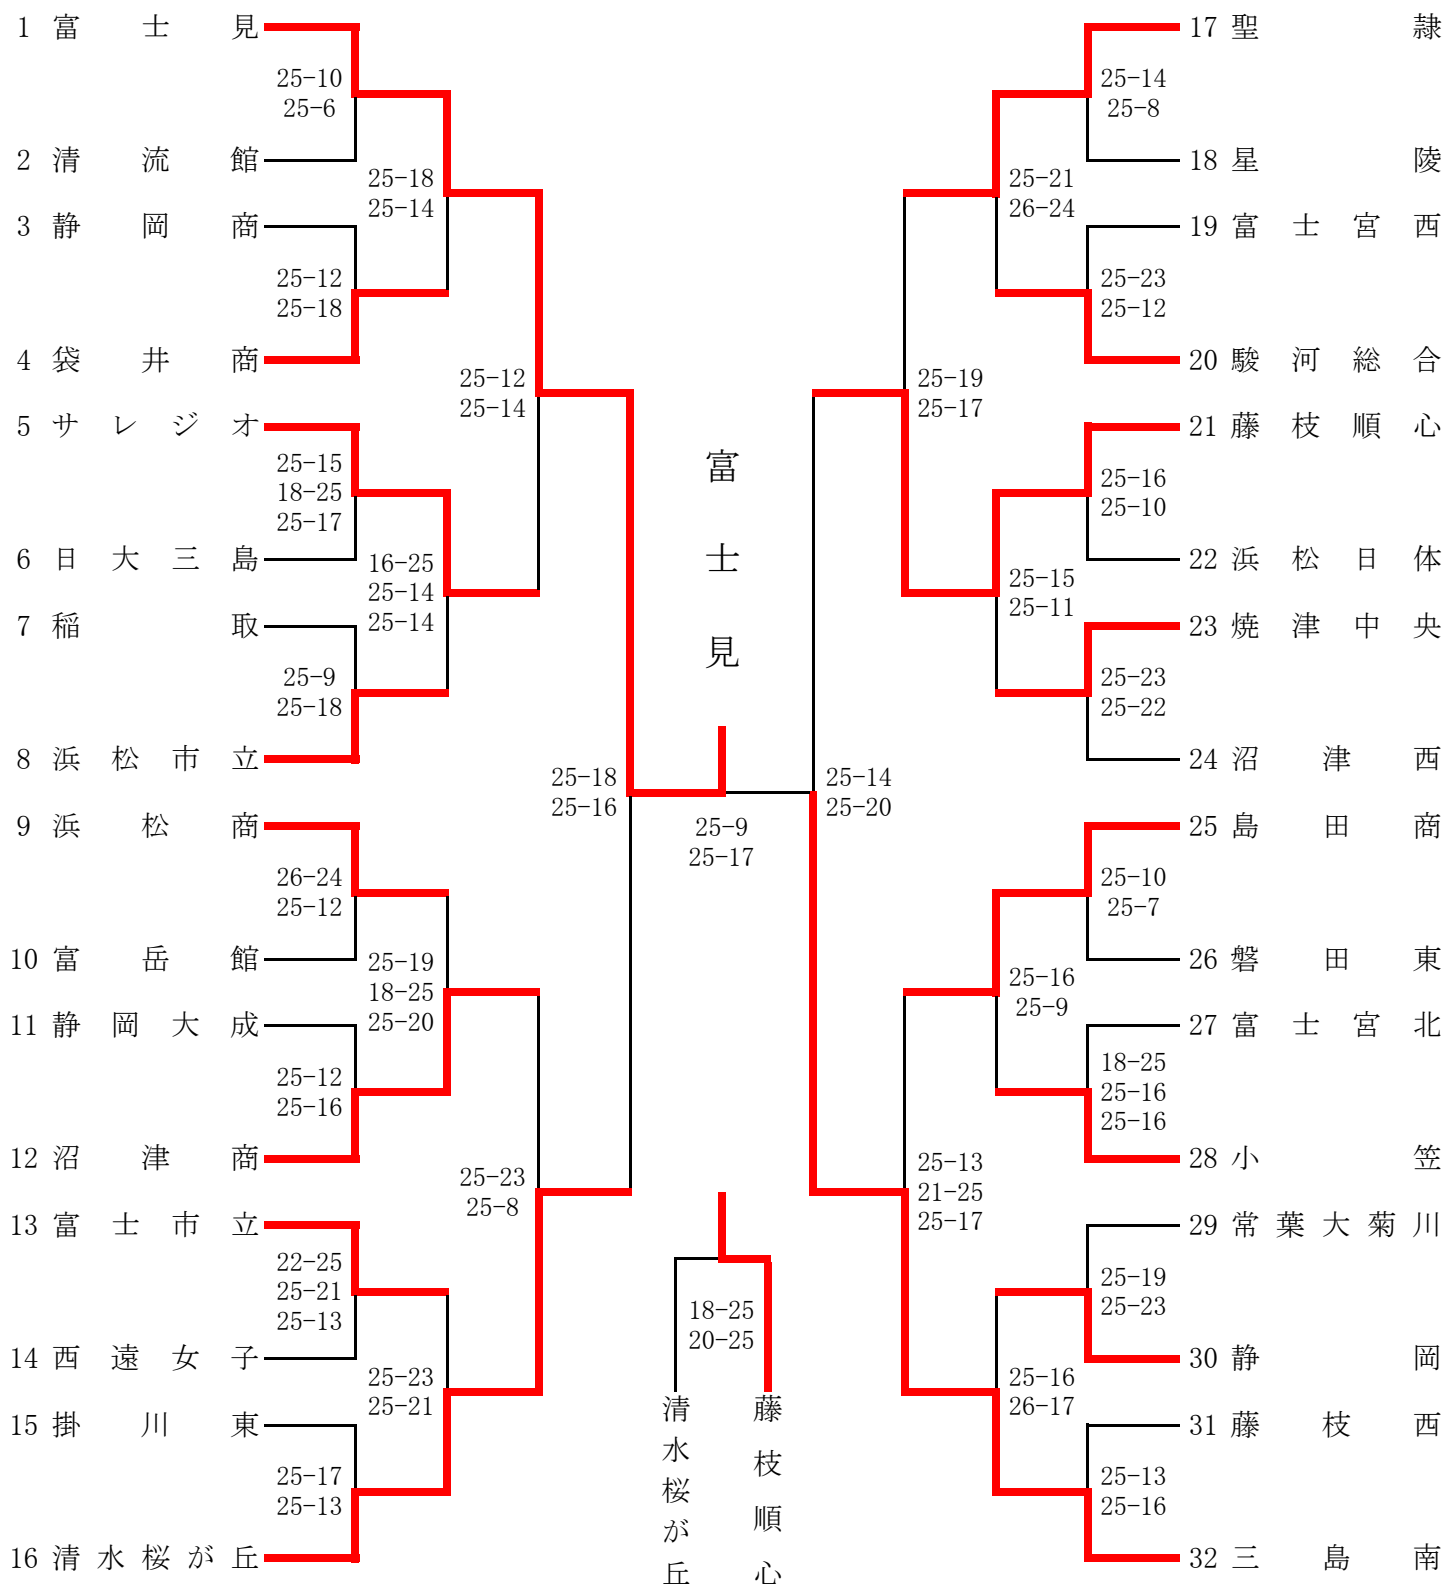 1 富士見
25-10
25-6
2 清流館
25-18
25-14
3 静岡商
25-12
25-18
4 袋井商
25-12
25-14
5 サレジオ
25-15
18-25
25-17
6 日大三島
16-25
25-14
25-14
7 稲取
25-9
25-18
8 浜松市立
25-18
25-16
9 浜松商
26-24
25-12
10 富岳館
25-19
18-25
25-20
11 静岡大成
25-12
25-16
12 沼津商
25-23
25-8
13 富士市立
22-25
25-21
25-13
14 西遠女子
25-23
25-21
15 掛川東
25-17
25-13
16 清水桜が丘
富士見
25-9
25-17
18-25
20-25
清水桜が丘
藤枝順心
17 聖隷
25-14
25-8
18 星陵
25-21
26-24
19 富士宮西
25-23
25-12
20 駿河総合
25-19
25-17
21 藤枝順心
25-16
25-10
22 浜松日体
25-15
25-11
23 焼津中央
25-23
25-22
24 沼津西
25-14
25-20
25 島田商
25-10
25-7
26 磐田東
25-16
25-9
27 富士宮北
18-25
25-16
25-16
28 小笠
25-13
21-25
25-17
29 常葉大菊川
25-19
25-23
30 静岡
25-16
26-17
31 藤枝西
25-13
25-16
32 三島南